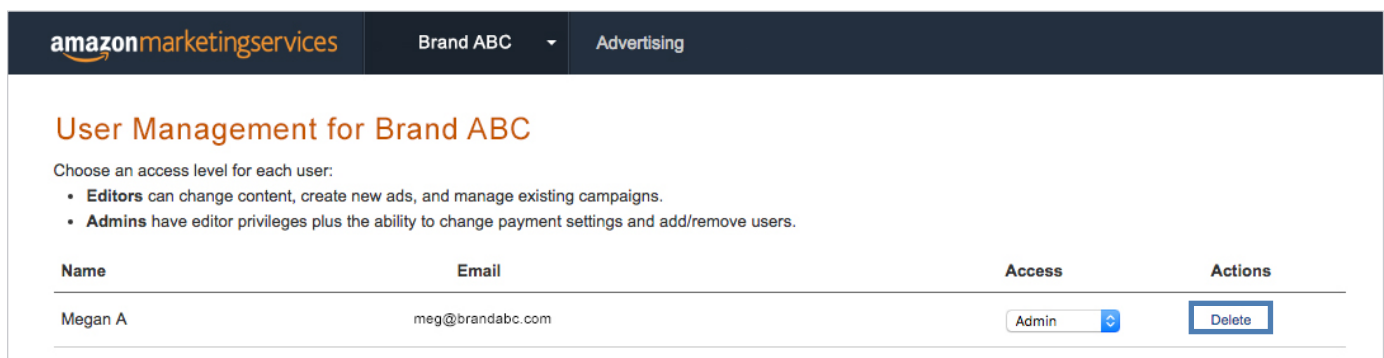 amazonmarketingservices Brand ABC Advertising
User Management for Brand ABC
Choose an access level for each user:
• Editors can change content, create new ads, and manage existing campaigns.
• Admins have editor privileges plus the ability to change payment settings and add/remove users.
Name Email Access Actions
Megan A meg@brandabc.com Admin Delete